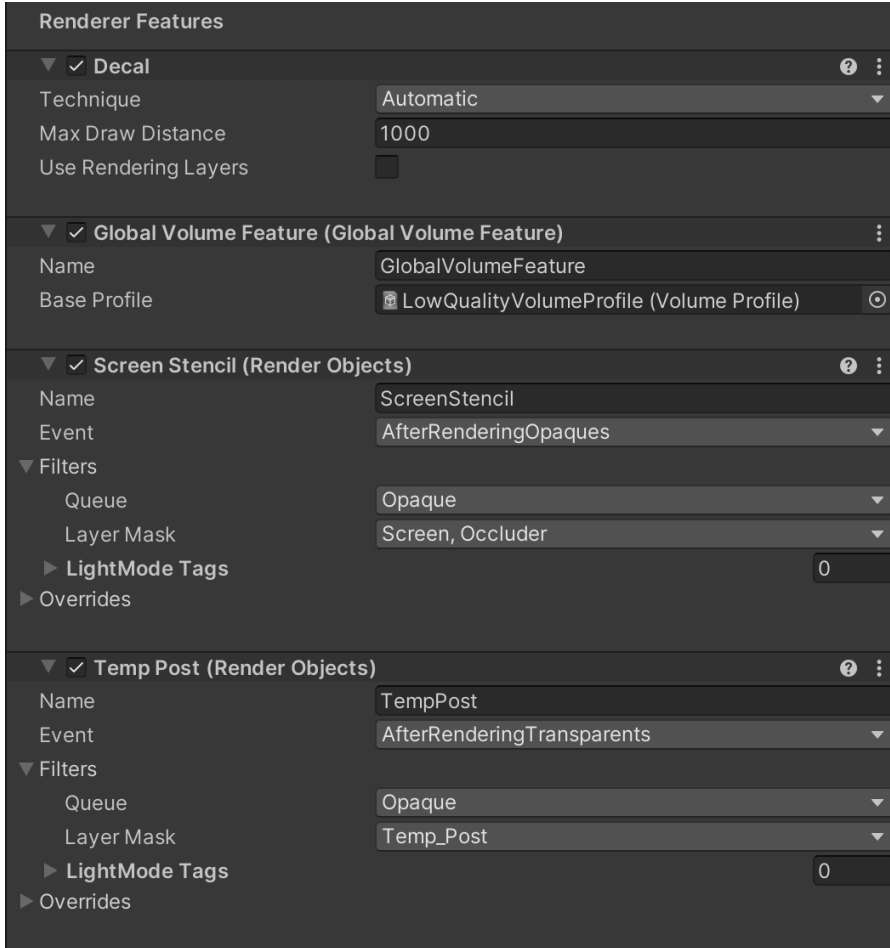 Renderer Features
Decal
Technique Automatic
Max Draw Distance 1000
Use Rendering Layers
Global Volume Feature (Global Volume Feature)
Name GlobalVolumeFeature
Base Profile LowQualityVolumeProfile (Volume Profile)
Screen Stencil (Render Objects)
Name ScreenStencil
Event AfterRenderingOpaques
Filters
Queue Opaque
Layer Mask Screen, Occluder
LightMode Tags 0
Overrides
Temp Post (Render Objects)
Name TempPost
Event AfterRenderingTransparents
Filters
Queue Opaque
Layer Mask Temp_Post
LightMode Tags 0
Overrides